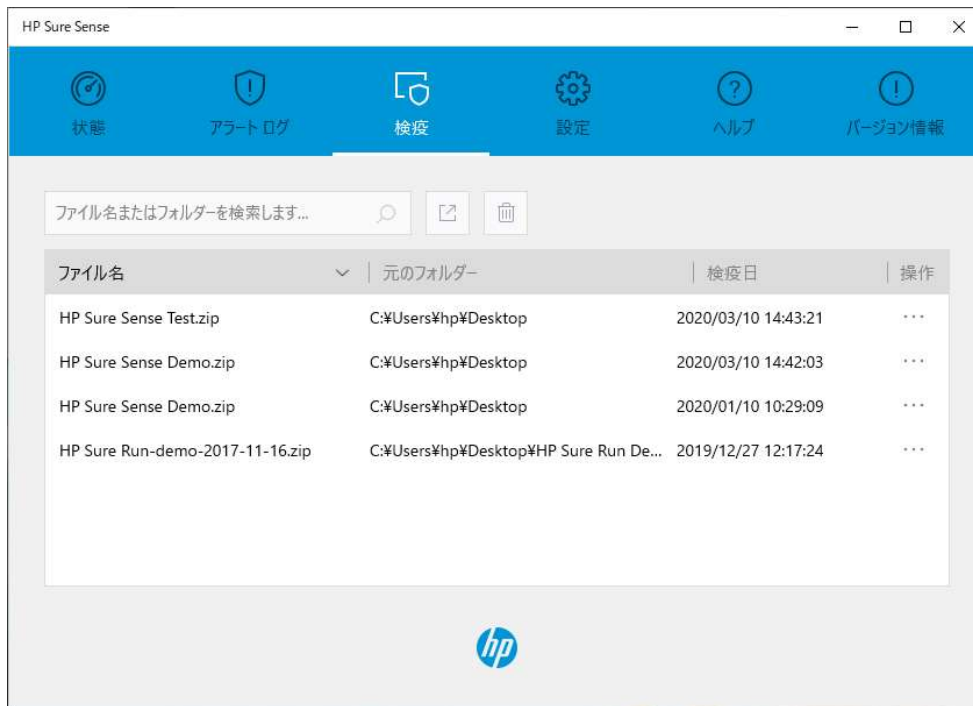 HP Sure Sense
状態 アラート ログ 検疫 設定 ヘルプ バージョン情報
ファイル名またはフォルダーを検索します...
ファイル名 元のフォルダー 検疫日 操作
HP Sure Sense Test.zip C:¥Users¥hp¥Desktop 2020/03/10 14:43:21 ...
HP Sure Sense Demo.zip C:¥Users¥hp¥Desktop 2020/03/10 14:42:03 ...
HP Sure Sense Demo.zip C:¥Users¥hp¥Desktop 2020/01/10 10:29:09 ...
HP Sure Run-demo-2017-11-16.zip C:¥Users¥hp¥Desktop¥HP Sure Run De... 2019/12/27 12:17:24 ...
hp